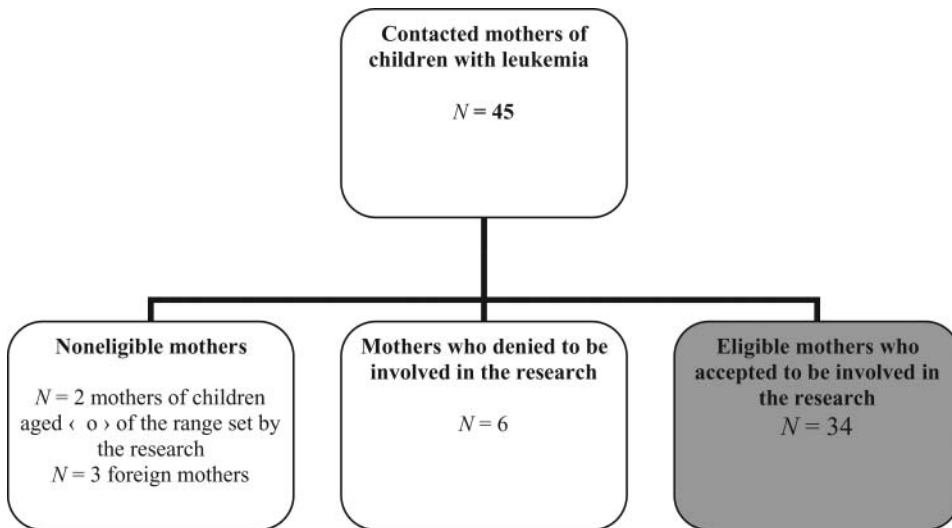 Contacted mothers of
children with leukemia
N = 45
Noneligible mothers
N = 2 mothers of children
aged ‹ o › of the range set by
the research
N = 3 foreign mothers
Mothers who denied to be
involved in the research
N = 6
Eligible mothers who
accepted to be involved in
the research
N = 34